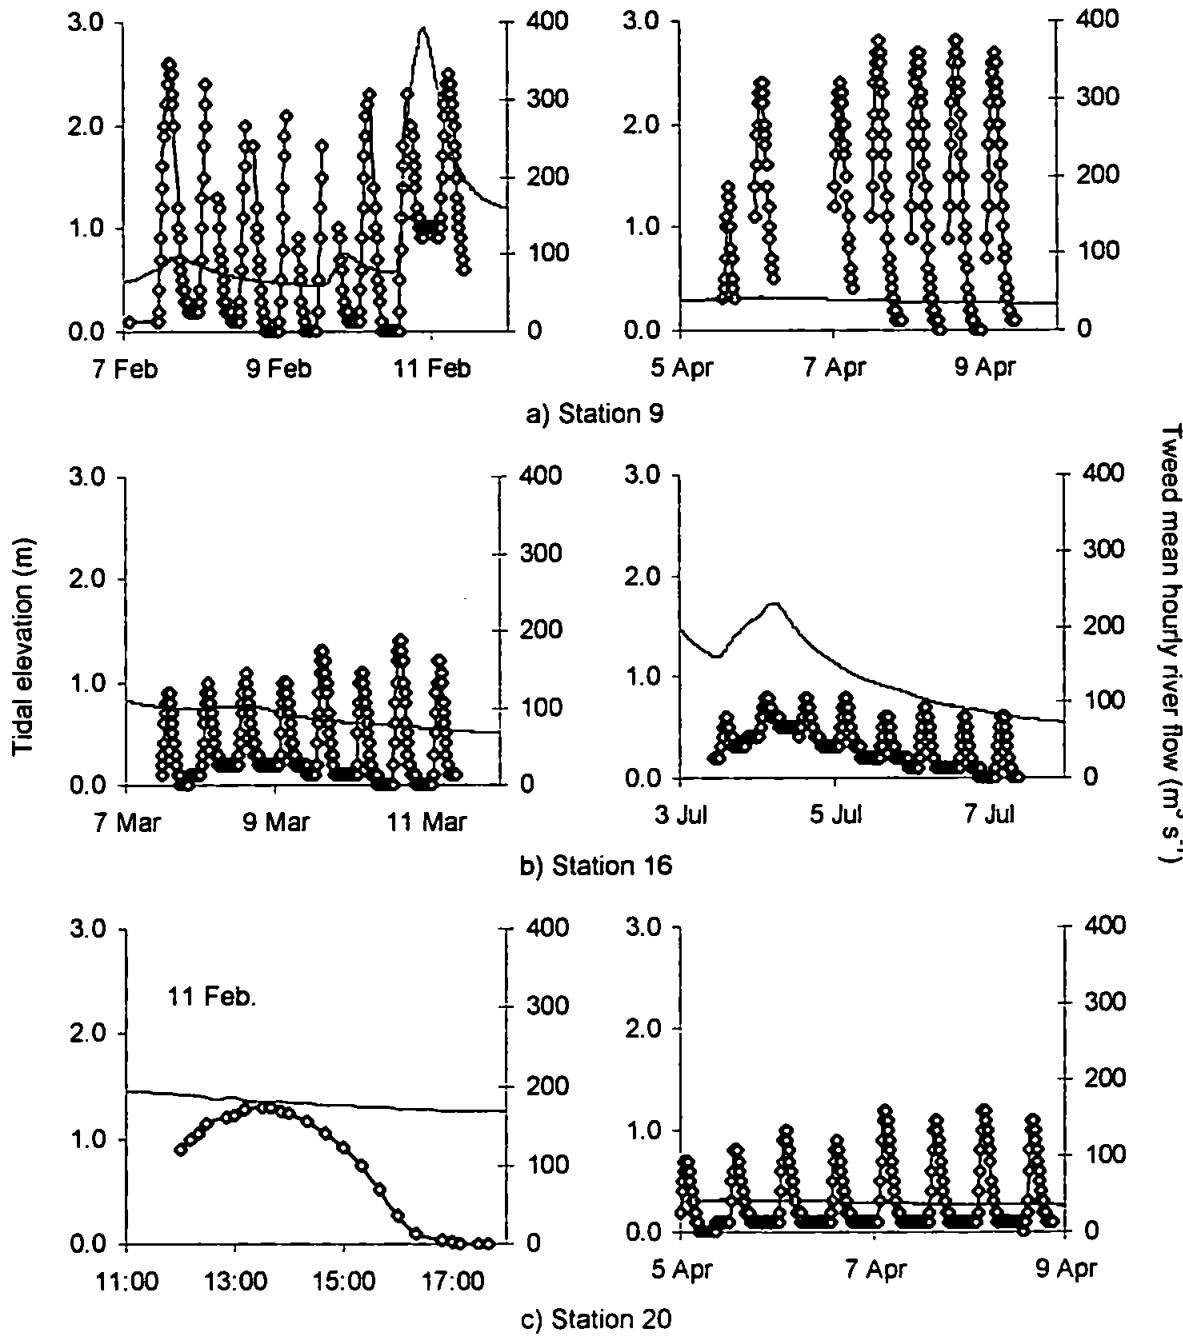 3.0
2.0
1.0
0.0
400
300
200
100
0
7 Feb
9 Feb
11 Feb
3.0
2.0
1.0
0.0
400
300
200
100
0
5 Apr
7 Apr
9 Apr
a) Station 9
Tidal elevation (m)
Tweed mean hourly river flow (m³ s⁻¹)
3.0
2.0
1.0
0.0
400
300
200
100
0
7 Mar
9 Mar
11 Mar
3.0
2.0
1.0
0.0
400
300
200
100
0
3 Jul
5 Jul
7 Jul
b) Station 16
3.0
2.0
1.0
0.0
11 Feb.
400
300
200
100
0
11:00
13:00
15:00
17:00
3.0
2.0
1.0
0.0
400
300
200
100
0
5 Apr
7 Apr
9 Apr
c) Station 20